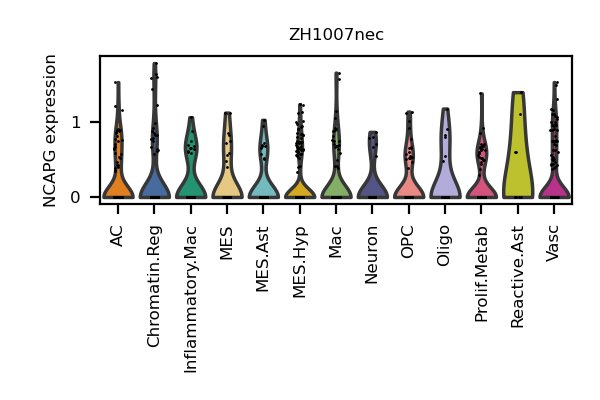 ZH1007nec
NCAPG expression
1
0
AC
Chromatin.Reg
Inflammatory.Mac
MES
MES.Ast
MES.Hyp
Mac
Neuron
OPC
Oligo
Prolif.Metab
Reactive.Ast
Vasc